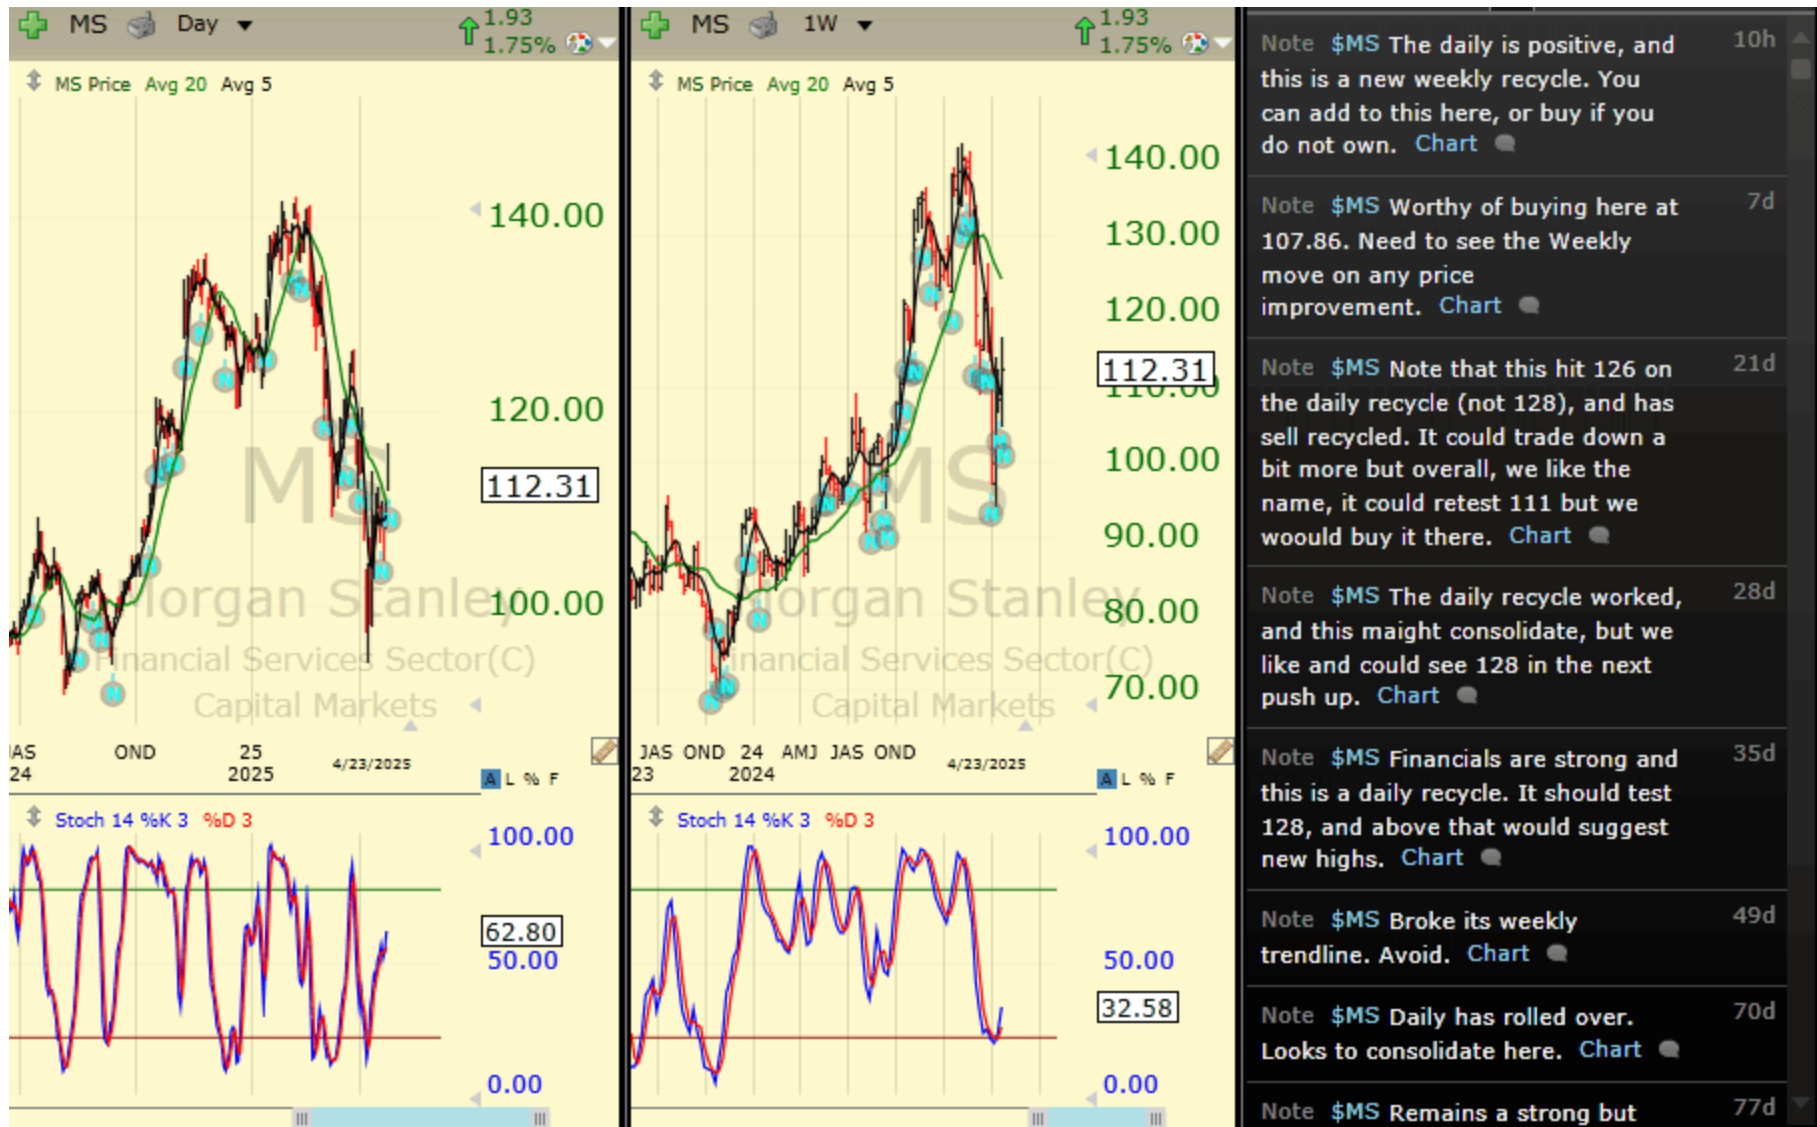 MS Day
1.93
1.75%
MS Price Avg 20 Avg 5
140.00
120.00
112.31
100.00
MS
Morgan Stanley
Financial Services Sector(C)
Capital Markets
JAS OND 25
24 2025 4/23/2025
A L % F
Stoch 14 %K 3 %D 3
100.00
62.80
50.00
0.00
MS 1W
1.93
1.75%
MS Price Avg 20 Avg 5
140.00
130.00
120.00
112.31
110.00
100.00
90.00
80.00
70.00
MS
Morgan Stanley
Financial Services Sector(C)
Capital Markets
JAS OND 24 AMJ JAS OND
23 2024 4/23/2025
A L % F
Stoch 14 %K 3 %D 3
100.00
50.00
32.58
0.00
Note $MS The daily is positive, and 10h
this is a new weekly recycle. You
can add to this here, or buy if you
do not own. Chart
Note $MS Worthy of buying here at 7d
107.86. Need to see the Weekly
move on any price
improvement. Chart
Note $MS Note that this hit 126 on 21d
the daily recycle (not 128), and has
sell recycled. It could trade down a
bit more but overall, we like the
name, it could retest 111 but we
woould buy it there. Chart
Note $MS The daily recycle worked, 28d
and this maight consolidate, but we
like and could see 128 in the next
push up. Chart
Note $MS Financials are strong and 35d
this is a daily recycle. It should test
128, and above that would suggest
new highs. Chart
Note $MS Broke its weekly 49d
trendline. Avoid. Chart
Note $MS Daily has rolled over. 70d
Looks to consolidate here. Chart
Note $MS Remains a strong but 77d